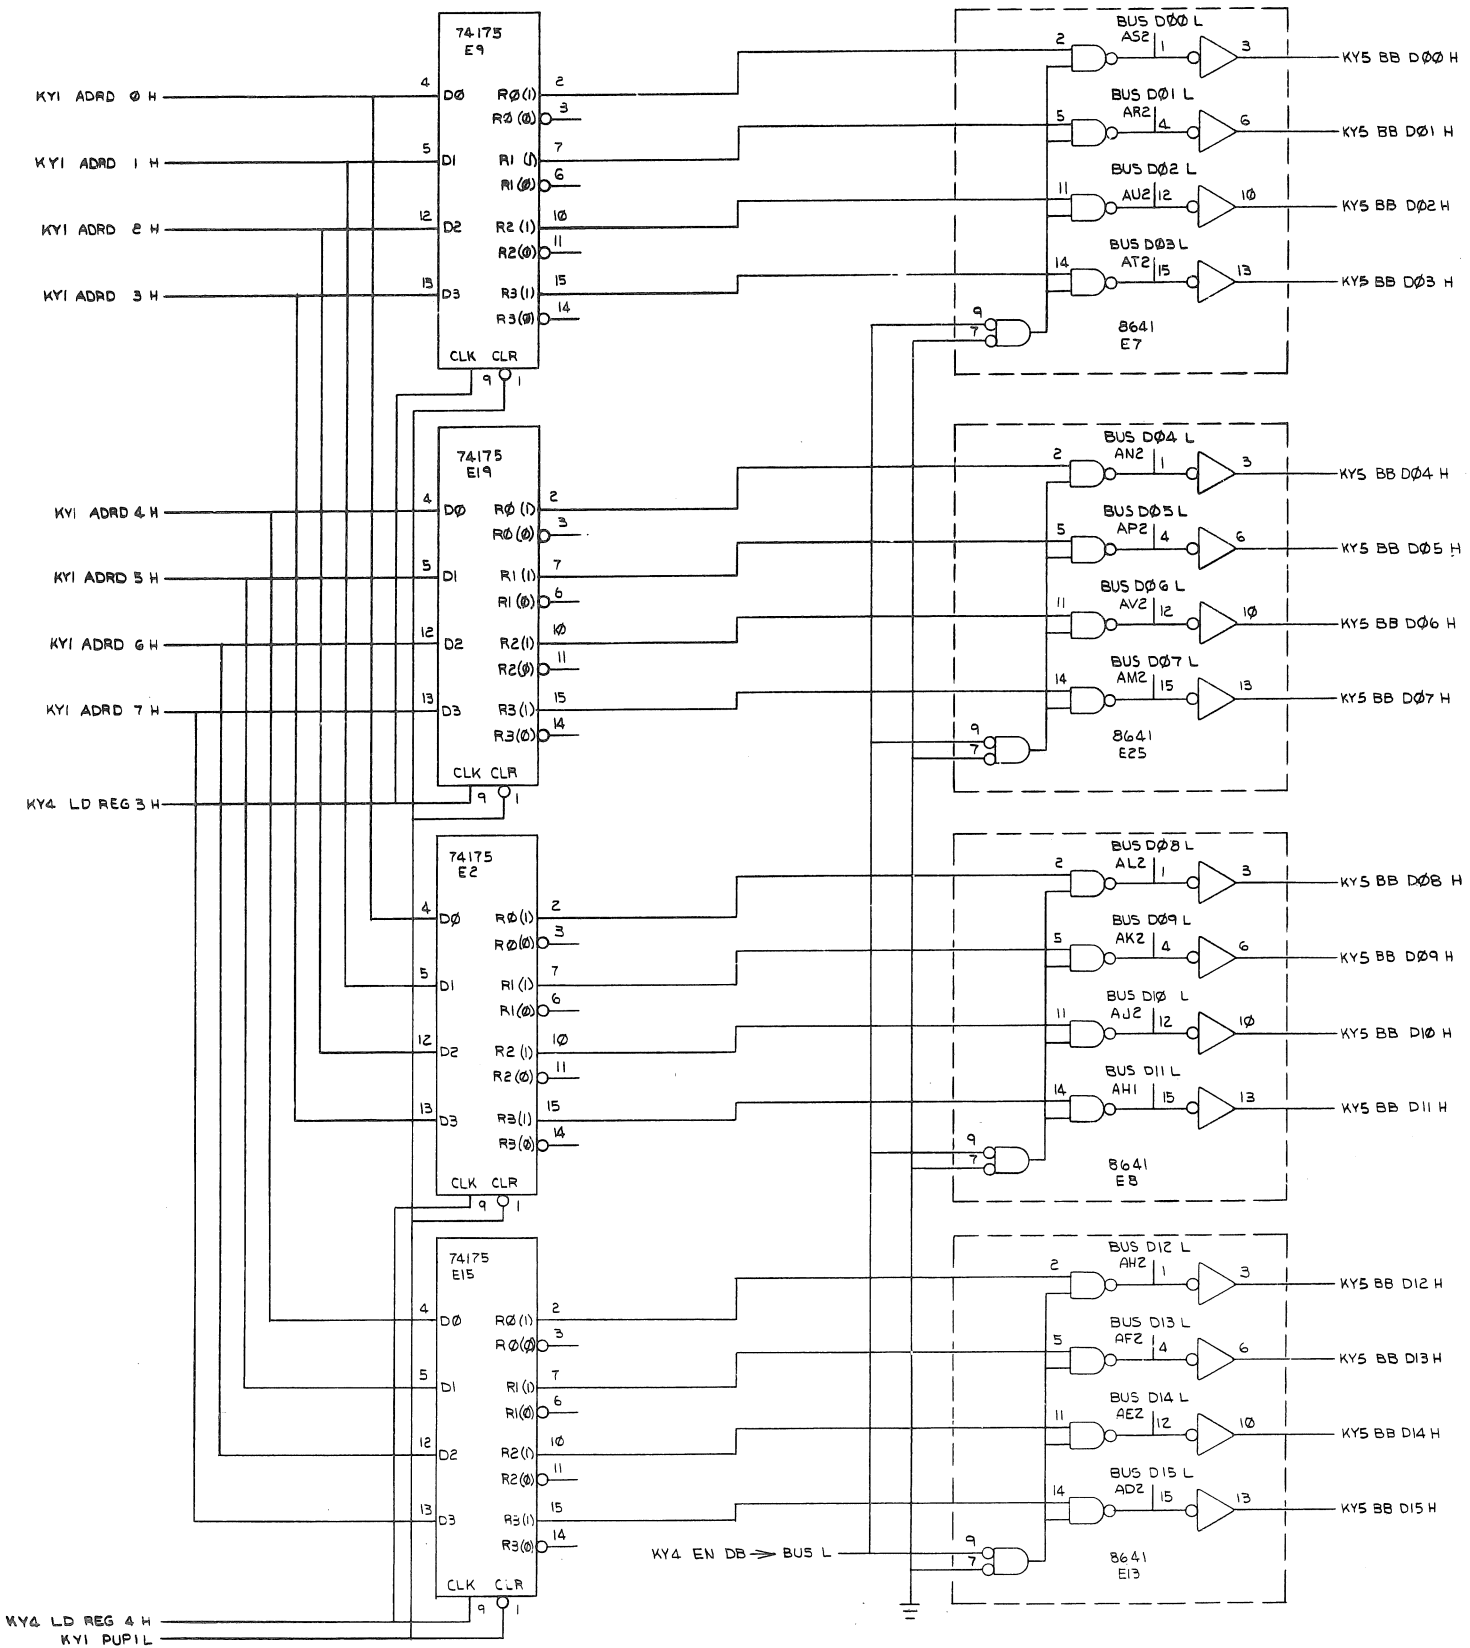 74175
E9
KY1 ADRD Ø H
4
DØ
RØ(1)
2
RØ(Ø)
3
KY1 ADRD 1 H
5
D1
R1(1)
7
R1(Ø)
6
KY1 ADRD 2 H
12
D2
R2(1)
1Ø
R2(Ø)
11
KY1 ADRD 3 H
13
D3
R3(1)
15
R3(Ø)
14
CLK CLR
9 1
2
BUS DØØ L
AS2
1
3
KY5 BB DØØ H
5
BUS DØ1 L
AR2
4
6
KY5 BB DØ1 H
11
BUS DØ2 L
AU2
12
1Ø
KY5 BB DØ2 H
14
BUS DØ3 L
AT2
15
13
KY5 BB DØ3 H
9
7
8641
E7
74175
E19
KY1 ADRD 4 H
4
DØ
RØ(1)
2
RØ(Ø)
3
KY1 ADRD 5 H
5
D1
R1(1)
7
R1(Ø)
6
KY1 ADRD 6 H
12
D2
R2(1)
1Ø
R2(Ø)
11
KY1 ADRD 7 H
13
D3
R3(1)
15
R3(Ø)
14
CLK CLR
9 1
KY4 LD REG 3 H
2
BUS DØ4 L
AN2
1
3
KY5 BB DØ4 H
5
BUS DØ5 L
AP2
4
6
KY5 BB DØ5 H
11
BUS DØ6 L
AV2
12
1Ø
KY5 BB DØ6 H
14
BUS DØ7 L
AM2
15
13
KY5 BB DØ7 H
9
7
8641
E25
74175
E2
4
DØ
RØ(1)
2
RØ(Ø)
3
5
D1
R1(1)
7
R1(Ø)
6
12
D2
R2(1)
1Ø
R2(Ø)
11
13
D3
R3(1)
15
R3(Ø)
14
CLK CLR
9 1
2
BUS DØ8 L
AL2
1
3
KY5 BB DØ8 H
5
BUS DØ9 L
AK2
4
6
KY5 BB DØ9 H
11
BUS D1Ø L
AJ2
12
1Ø
KY5 BB D1Ø H
14
BUS D11 L
AH1
15
13
KY5 BB D11 H
9
7
8641
E8
74175
E15
4
DØ
RØ(1)
2
RØ(Ø)
3
5
D1
R1(1)
7
R1(Ø)
6
12
D2
R2(1)
1Ø
R2(Ø)
11
13
D3
R3(1)
15
R3(Ø)
14
CLK CLR
9 1
2
BUS D12 L
AH2
1
3
KY5 BB D12 H
5
BUS D13 L
AF2
4
6
KY5 BB D13 H
11
BUS D14 L
AE2
12
1Ø
KY5 BB D14 H
14
BUS D15 L
AD2
15
13
KY5 BB D15 H
KY4 EN DB → BUS L
9
7
8641
E13
KY4 LD REG 4 H
KY1 PUP1 L